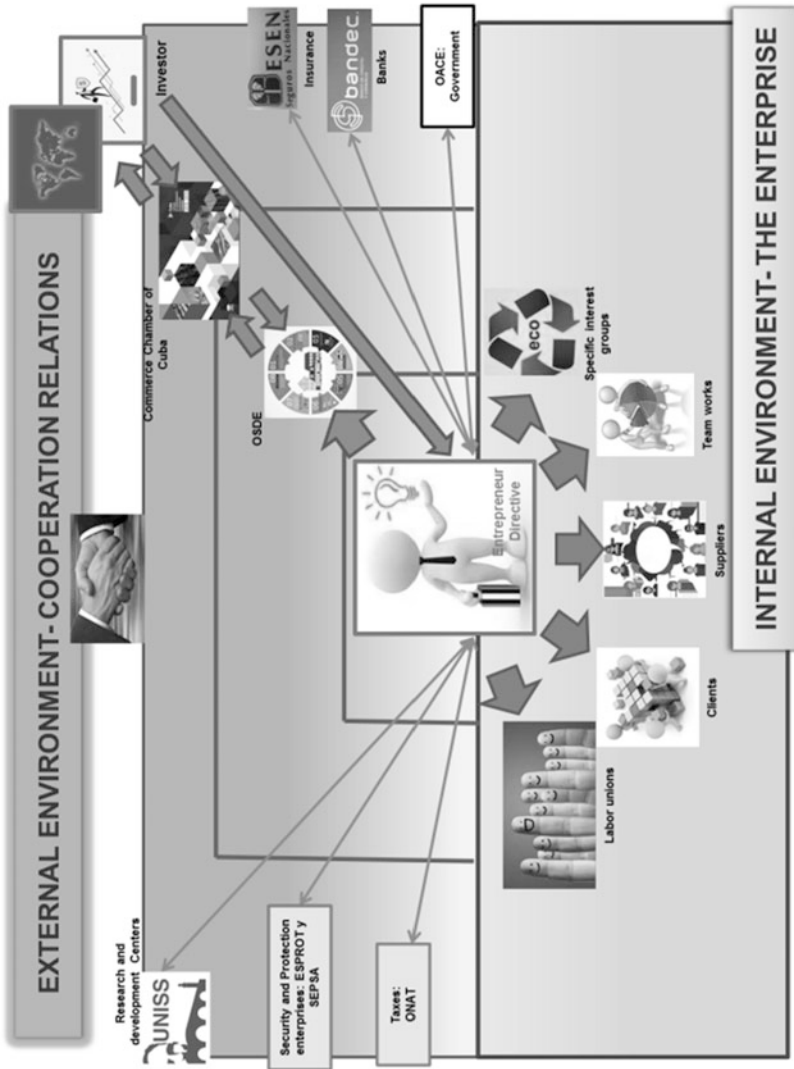 EXTERNAL ENVIRONMENT- COOPERATION RELATIONS
Research and
development Centers
UNISS
Commerce Chamber of
Cuba
Investor
Security and Protection
enterprises: ESPROT y
SEPSA
OSDE
ESEN
Seguros Nacionales
Insurance
bandec
Banks
Taxes:
ONAT
Entrepreneur
Directive
OACE:
Government
eco
Specific interest
groups
Labor unions
Clients
Suppliers
Team works
INTERNAL ENVIRONMENT- THE ENTERPRISE